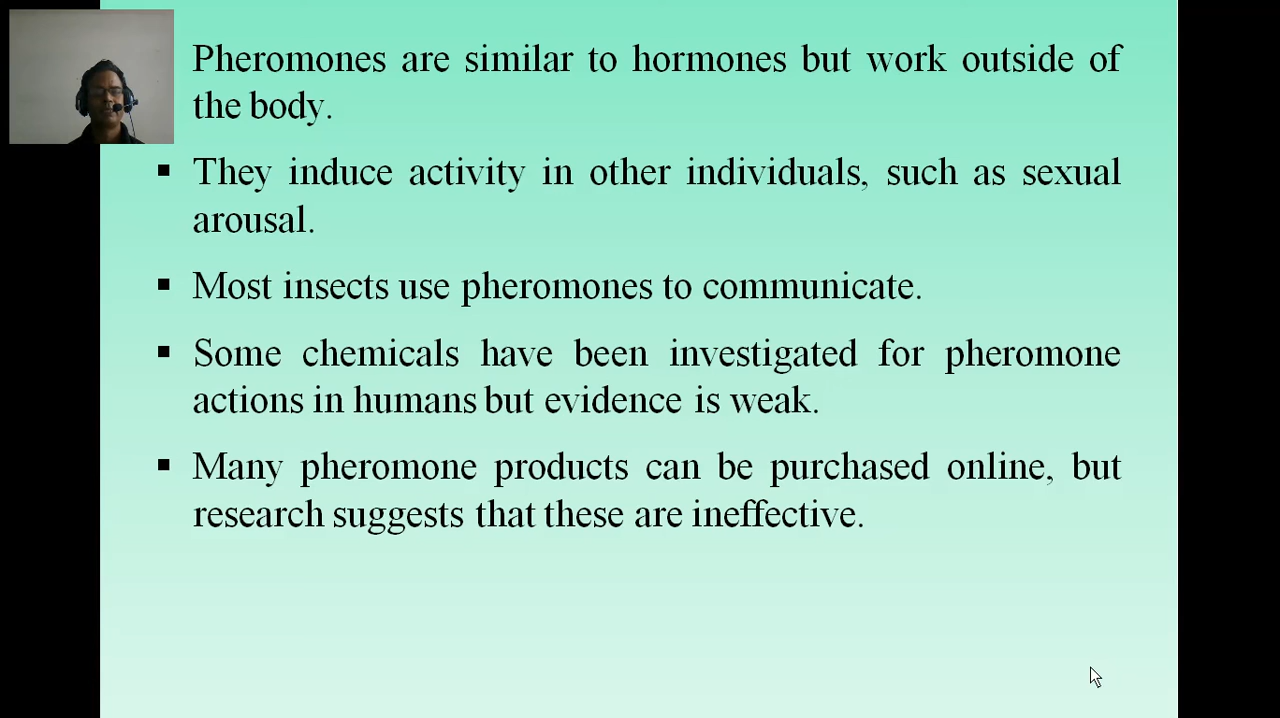 Pheromones are similar to hormones but work outside of
the body.
▪ They induce activity in other individuals, such as sexual
arousal.
▪ Most insects use pheromones to communicate.
▪ Some chemicals have been investigated for pheromone
actions in humans but evidence is weak.
▪ Many pheromone products can be purchased online, but
research suggests that these are ineffective.